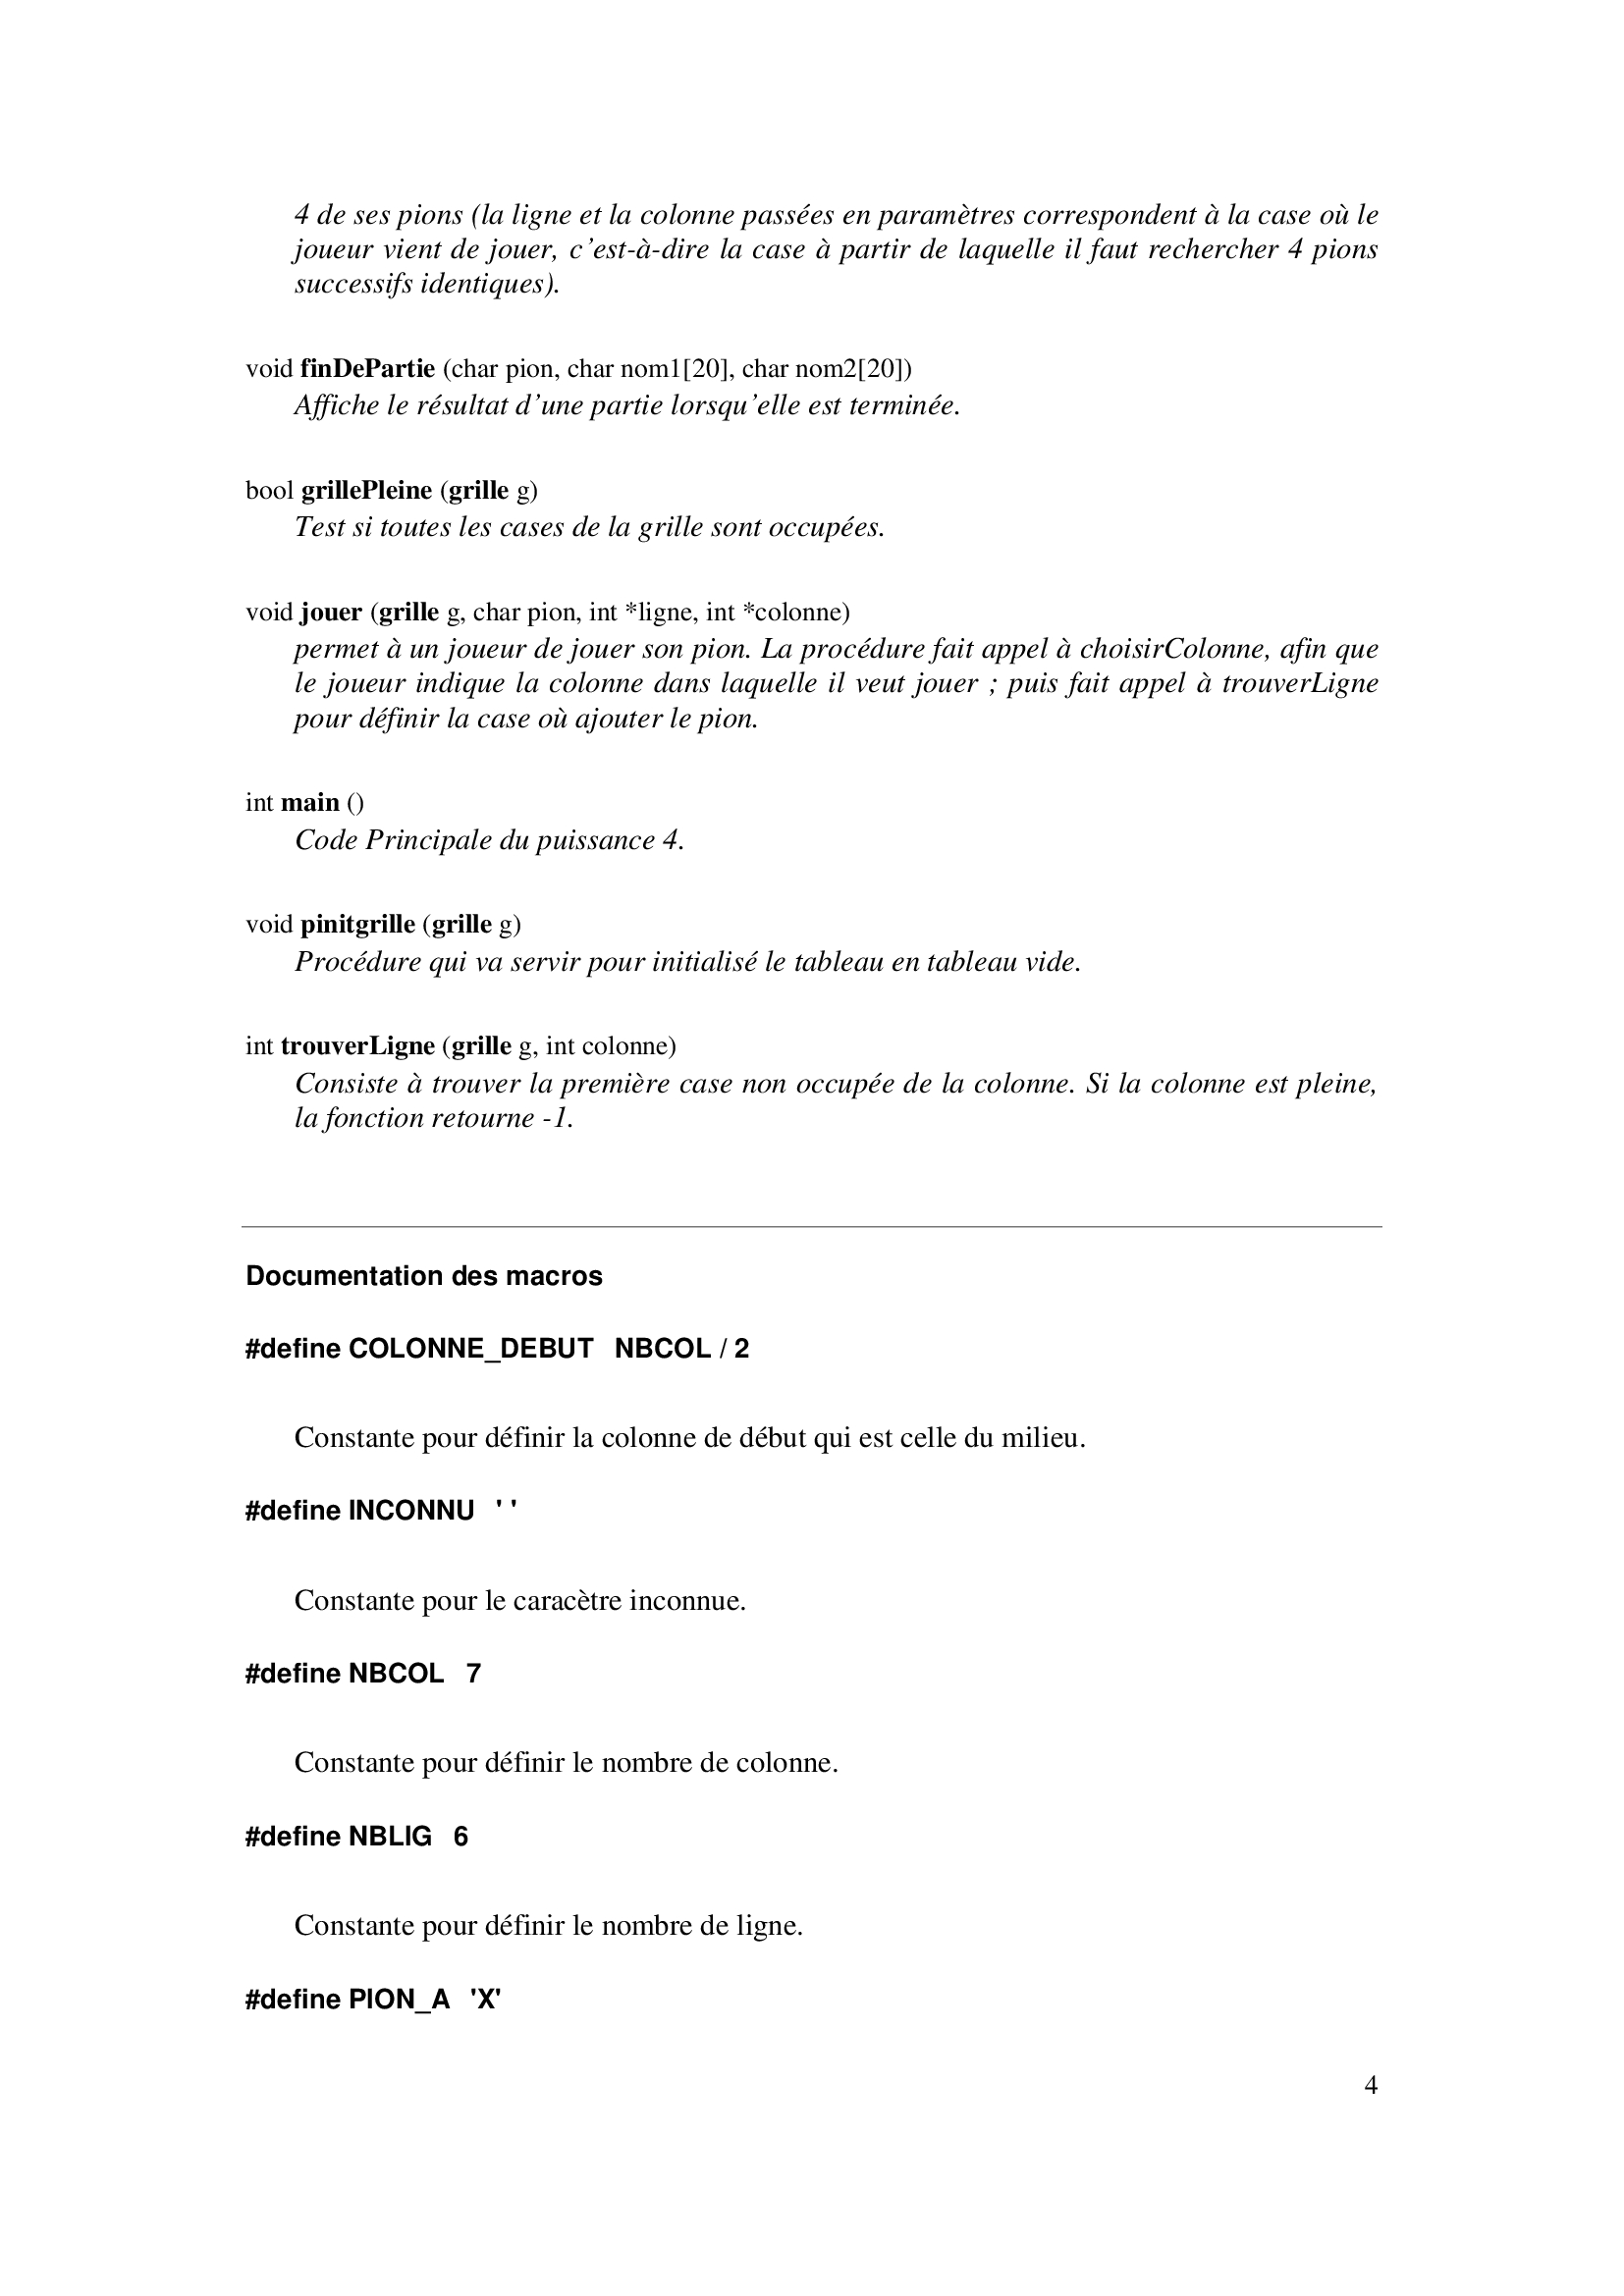 4 de ses pions (la ligne et la colonne passées en paramètres correspondent à la case où le
joueur vient de jouer, c’est-à-dire la case à partir de laquelle il faut rechercher 4 pions
successifs identiques).
void finDePartie (char pion, char nom1[20], char nom2[20])
Affiche le résultat d’une partie lorsqu’elle est terminée.
bool grillePleine (grille g)
Test si toutes les cases de la grille sont occupées.
void jouer (grille g, char pion, int *ligne, int *colonne)
permet à un joueur de jouer son pion. La procédure fait appel à choisirColonne, afin que
le joueur indique la colonne dans laquelle il veut jouer ; puis fait appel à trouverLigne
pour définir la case où ajouter le pion.
int main ()
Code Principale du puissance 4.
void pinitgrille (grille g)
Procédure qui va servir pour initialisé le tableau en tableau vide.
int trouverLigne (grille g, int colonne)
Consiste à trouver la première case non occupée de la colonne. Si la colonne est pleine,
la fonction retourne -1.
Documentation des macros
#define COLONNE_DEBUT   NBCOL / 2
Constante pour définir la colonne de début qui est celle du milieu.
#define INCONNU   ' '
Constante pour le caracètre inconnue.
#define NBCOL   7
Constante pour définir le nombre de colonne.
#define NBLIG   6
Constante pour définir le nombre de ligne.
#define PION_A   'X'
4